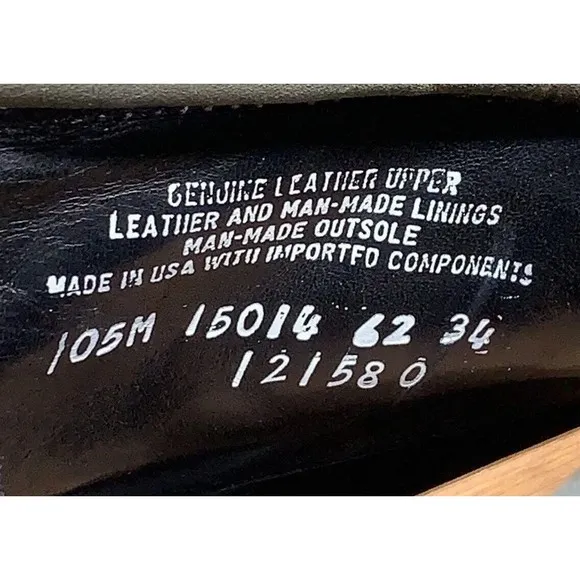 GENUINE LEATHER UPPER
LEATHER AND MAN-MADE LININGS
MAN-MADE OUTSOLE
MADE IN USA WITH IMPORTED COMPONENTS
105M 15014 62 34
121580